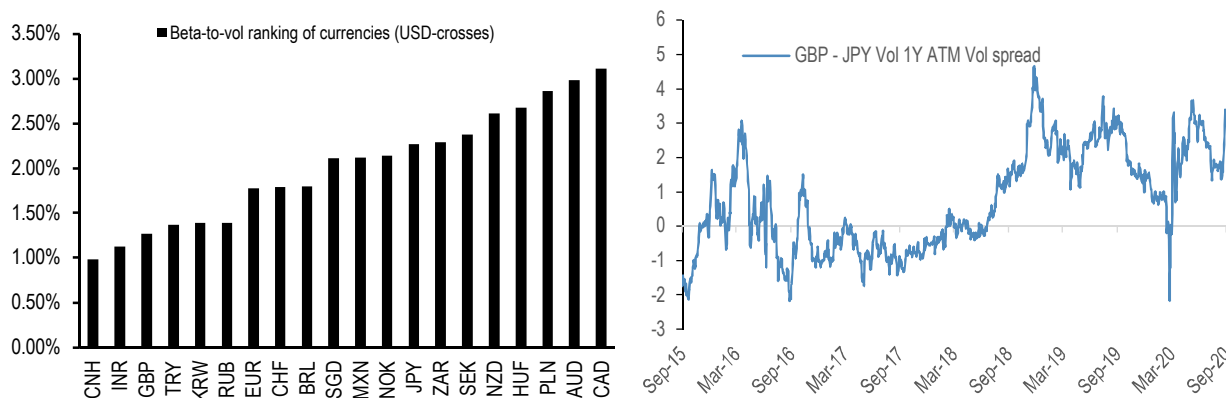 Beta-to-vol ranking of currencies (USD-crosses)
3.50%
3.00%
2.50%
2.00%
1.50%
1.00%
0.50%
0.00%
CNH
INR
GBP
TRY
KRW
RUB
EUR
CHF
BRL
SGD
MXN
NOK
JPY
ZAR
SEK
NZD
HUF
PLN
AUD
CAD
GBP - JPY Vol 1Y ATM Vol spread
6
5
4
3
2
1
0
-1
-2
-3
Sep-15
Mar-16
Sep-16
Mar-17
Sep-17
Mar-18
Sep-18
Mar-19
Sep-19
Mar-20
Sep-20